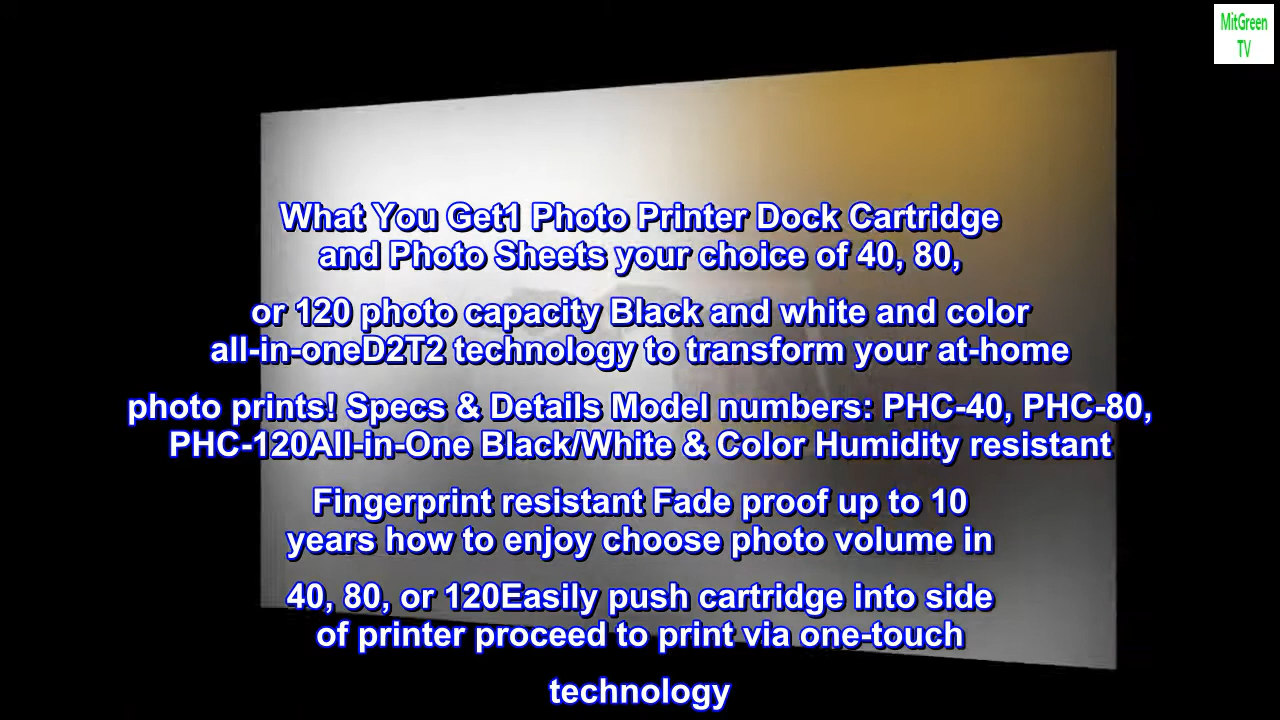 MitGreen
TV
What You Get1 Photo Printer Dock Cartridge
and Photo Sheets your choice of 40, 80,
or 120 photo capacity Black and white and color
all-in-oneD2T2 technology to transform your at-home
photo prints! Specs & Details Model numbers: PHC-40, PHC-80,
PHC-120All-in-One Black/White & Color Humidity resistant
Fingerprint resistant Fade proof up to 10
years how to enjoy choose photo volume in
40, 80, or 120Easily push cartridge into side
of printer proceed to print via one-touch
technology